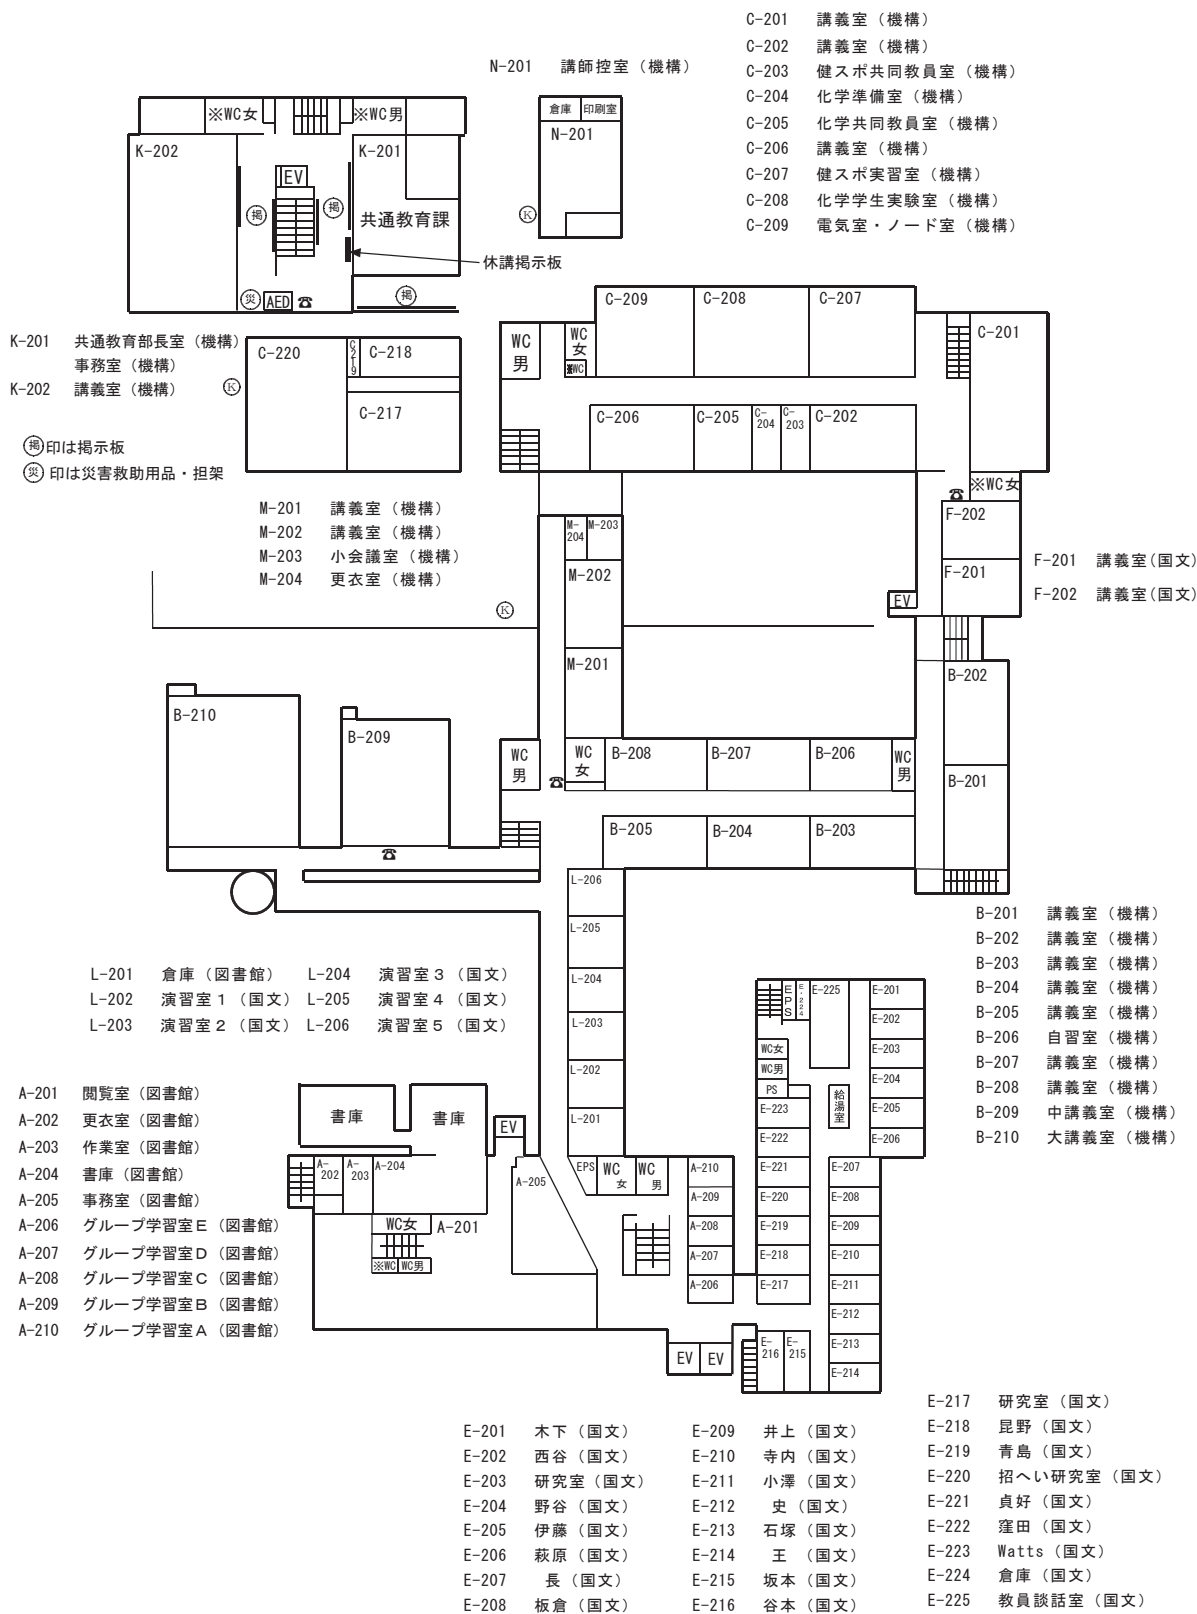 C-201 講義室（機構）
C-202 講義室（機構）
C-203 健スポ共同教員室（機構）
C-204 化学準備室（機構）
C-205 化学共同教員室（機構）
C-206 講義室（機構）
C-207 健スポ実習室（機構）
C-208 化学学生実験室（機構）
C-209 電気室・ノード室（機構）
N-201 講師控室（機構）
※WC女
※WC男
K-202
K-201
EV
掲
掲
共通教育課
休講掲示板
災
AED
掲
倉庫
印刷室
N-201
K
K-201 共通教育部長室（機構）
事務室（機構）
K-202 講義室（機構）
K
掲印は掲示板
災印は災害救助用品・担架
C-220
C219
C-218
C-217
WC男
WC女
※WC
C-209
C-208
C-207
C-201
C-206
C-205
C-204
C-203
C-202
※WC女
F-202
F-201
EV
F-201 講義室(国文)
F-202 講義室(国文)
M-201 講義室（機構）
M-202 講義室（機構）
M-203 小会議室（機構）
M-204 更衣室（機構）
K
M-204
M-203
M-202
M-201
B-210
B-209
WC男
WC女
B-208
B-207
B-206
WC男
B-202
B-201
B-205
B-204
B-203
L-206
L-205
L-204
L-203
L-202
L-201
B-201 講義室（機構）
B-202 講義室（機構）
B-203 講義室（機構）
B-204 講義室（機構）
B-205 講義室（機構）
B-206 自習室（機構）
B-207 講義室（機構）
B-208 講義室（機構）
B-209 中講義室（機構）
B-210 大講義室（機構）
L-201 倉庫（図書館） L-204 演習室３（国文）
L-202 演習室１（国文） L-205 演習室４（国文）
L-203 演習室２（国文） L-206 演習室５（国文）
A-201 閲覧室（図書館）
A-202 更衣室（図書館）
A-203 作業室（図書館）
A-204 書庫（図書館）
A-205 事務室（図書館）
A-206 グループ学習室Ｅ（図書館）
A-207 グループ学習室Ｄ（図書館）
A-208 グループ学習室Ｃ（図書館）
A-209 グループ学習室Ｂ（図書館）
A-210 グループ学習室Ａ（図書館）
書庫
書庫
EV
A-202
A-203
A-204
A-205
WC女
A-201
※WC
WC男
EPS
WC女
WC男
A-210
A-209
A-208
A-207
A-206
EV
EV
EPS
E-224
E-225
WC女
WC男
PS
給湯室
E-201
E-202
E-203
E-204
E-205
E-206
E-223
E-222
E-221
E-220
E-219
E-218
E-217
E-207
E-208
E-209
E-210
E-211
E-212
E-213
E-214
E-216
E-215
E-201 木下（国文）
E-202 西谷（国文）
E-203 研究室（国文）
E-204 野谷（国文）
E-205 伊藤（国文）
E-206 萩原（国文）
E-207 長（国文）
E-208 板倉（国文）
E-209 井上（国文）
E-210 寺内（国文）
E-211 小澤（国文）
E-212 史（国文）
E-213 石塚（国文）
E-214 王（国文）
E-215 坂本（国文）
E-216 谷本（国文）
E-217 研究室（国文）
E-218 昆野（国文）
E-219 青島（国文）
E-220 招へい研究室（国文）
E-221 貞好（国文）
E-222 窪田（国文）
E-223 Watts（国文）
E-224 倉庫（国文）
E-225 教員談話室（国文）